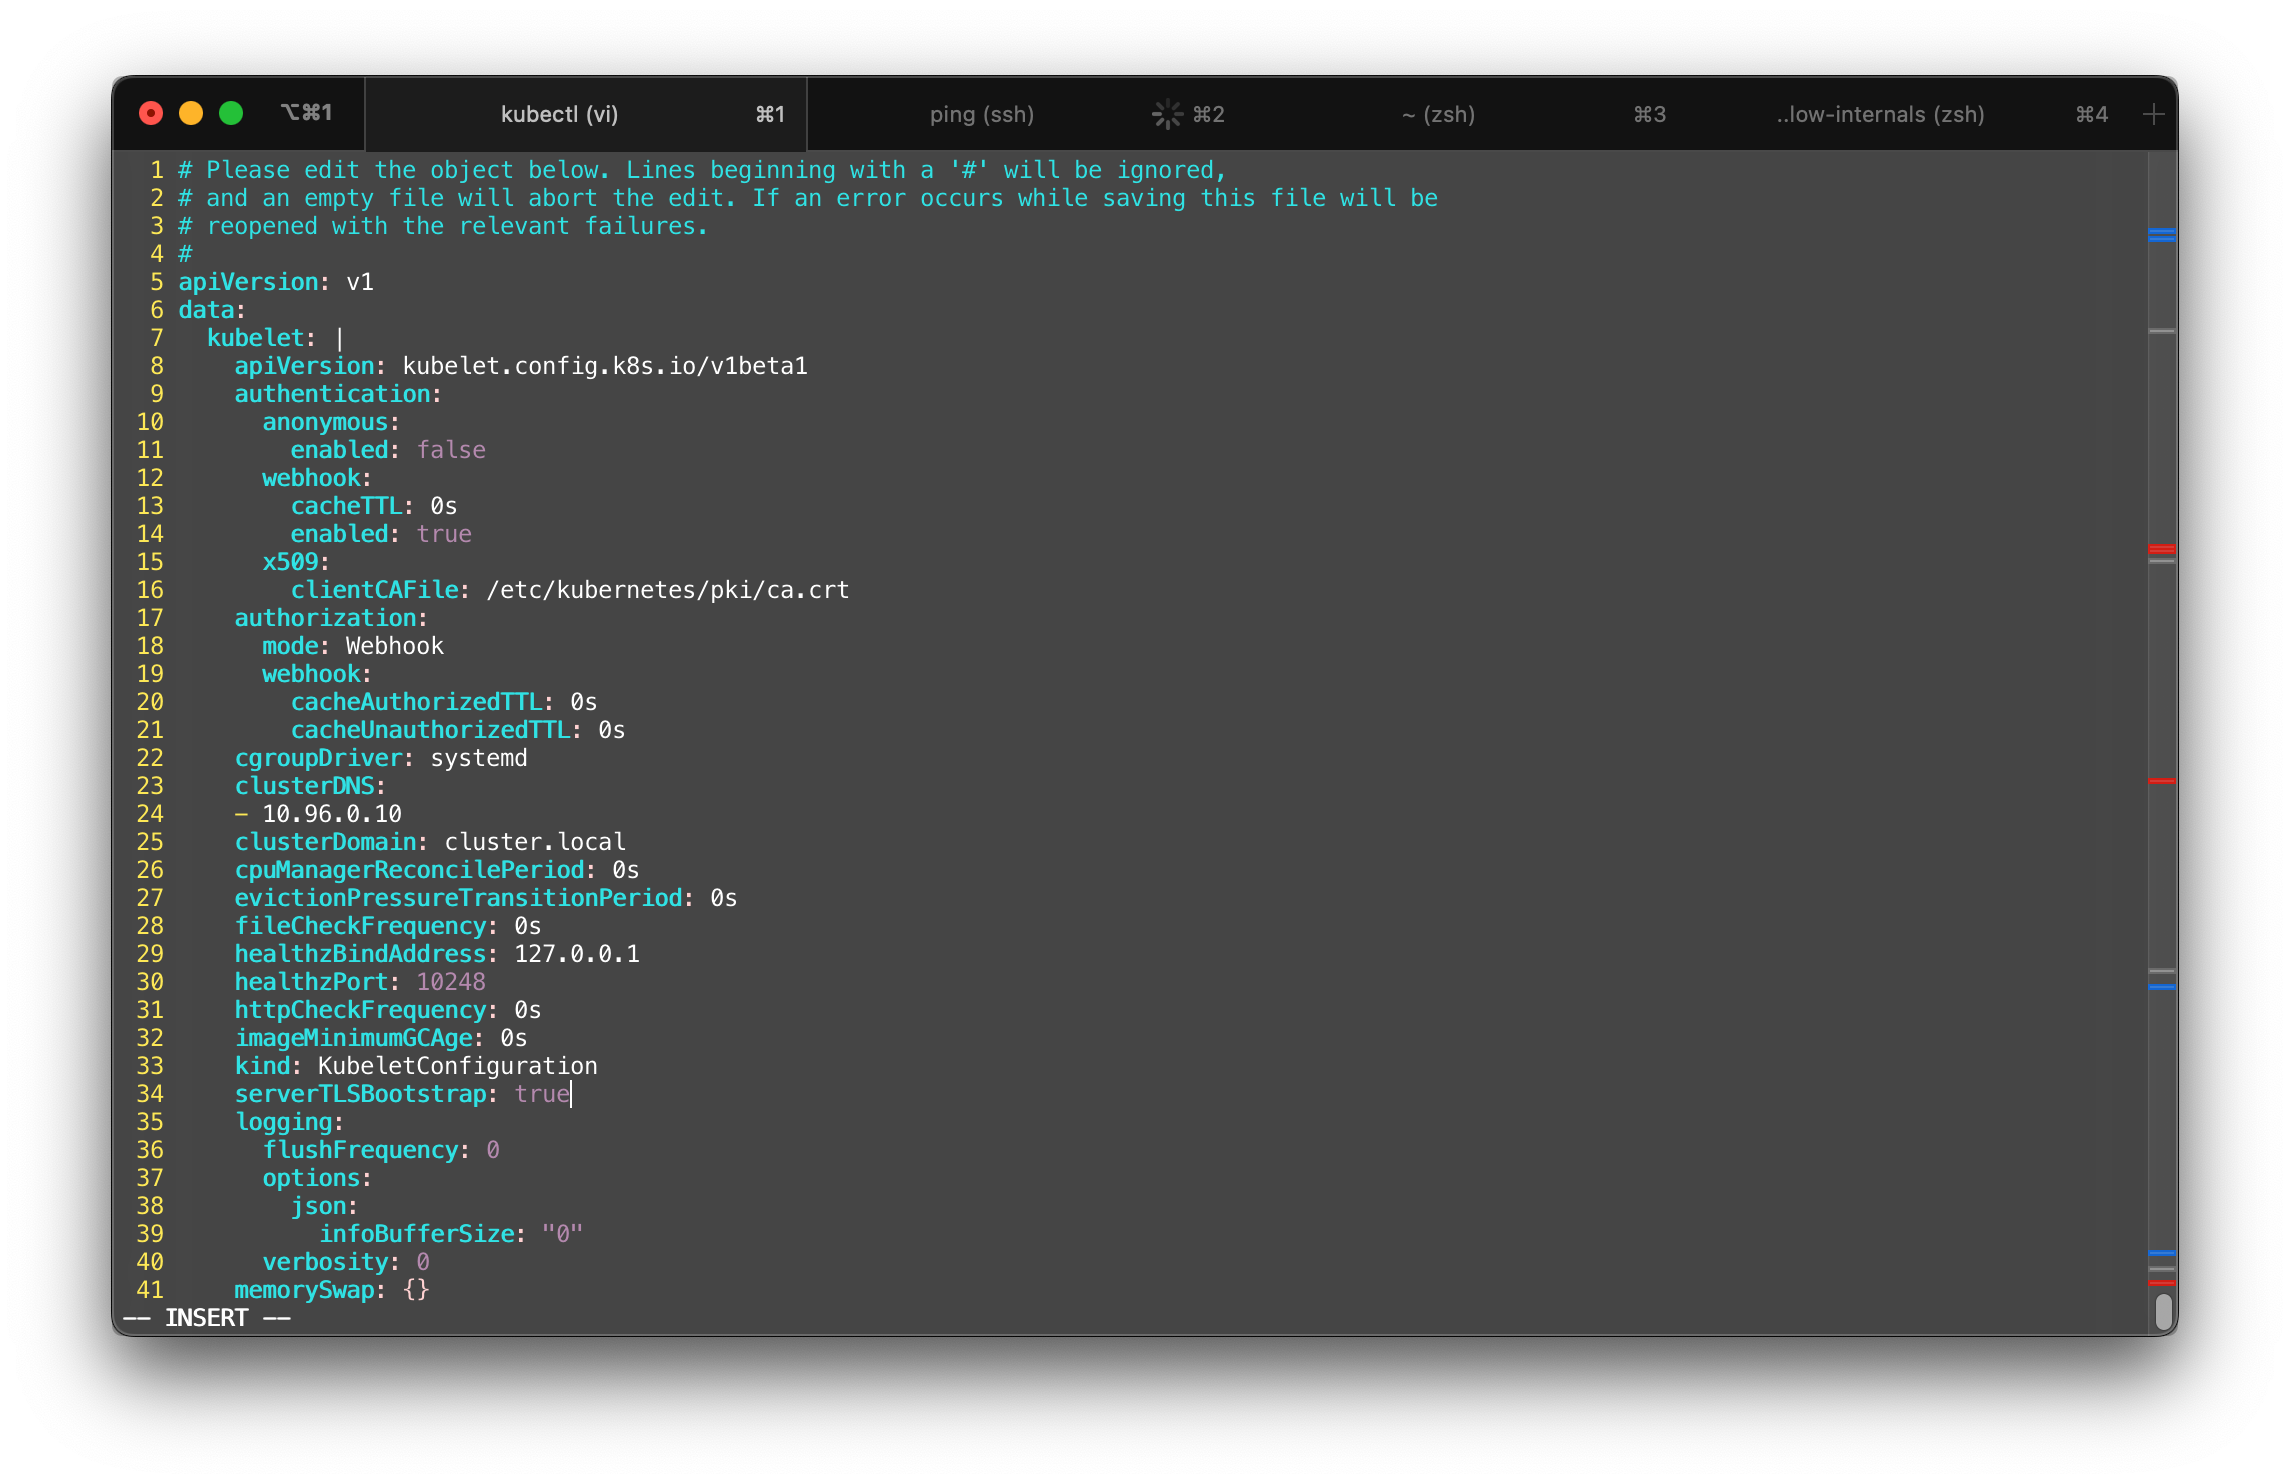 ⌥⌘1 kubectl (vi) ⌘1 ping (ssh) ⌘2 ~ (zsh) ⌘3 ..low-internals (zsh) ⌘4 +
1 # Please edit the object below. Lines beginning with a '#' will be ignored,
2 # and an empty file will abort the edit. If an error occurs while saving this file will be
3 # reopened with the relevant failures.
4 #
5 apiVersion: v1
6 data:
7   kubelet: |
8     apiVersion: kubelet.config.k8s.io/v1beta1
9     authentication:
10       anonymous:
11         enabled: false
12       webhook:
13         cacheTTL: 0s
14         enabled: true
15       x509:
16         clientCAFile: /etc/kubernetes/pki/ca.crt
17     authorization:
18       mode: Webhook
19       webhook:
20         cacheAuthorizedTTL: 0s
21         cacheUnauthorizedTTL: 0s
22     cgroupDriver: systemd
23     clusterDNS:
24     - 10.96.0.10
25     clusterDomain: cluster.local
26     cpuManagerReconcilePeriod: 0s
27     evictionPressureTransitionPeriod: 0s
28     fileCheckFrequency: 0s
29     healthzBindAddress: 127.0.0.1
30     healthzPort: 10248
31     httpCheckFrequency: 0s
32     imageMinimumGCAge: 0s
33     kind: KubeletConfiguration
34     serverTLSBootstrap: true
35     logging:
36       flushFrequency: 0
37       options:
38         json:
39           infoBufferSize: "0"
40       verbosity: 0
41     memorySwap: {}
-- INSERT --